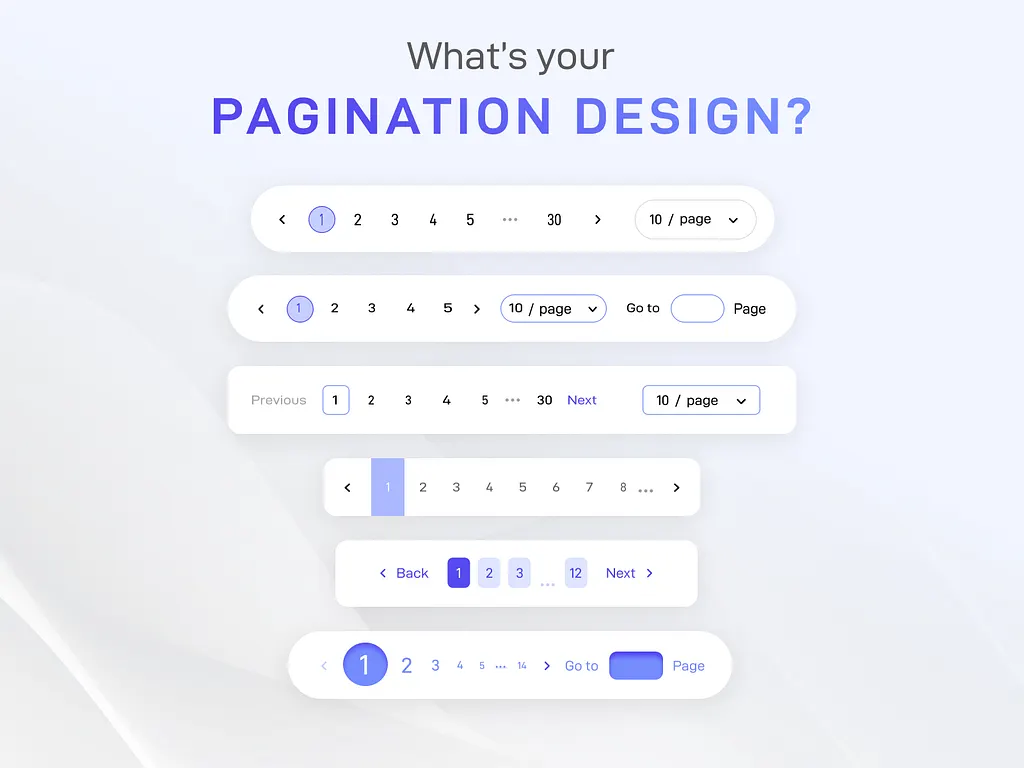 What's your
PAGINATION DESIGN?
< 1 2 3 4 5 ••• 30 > 10 / page
< 1 2 3 4 5 > 10 / page Go to Page
Previous 1 2 3 4 5 ••• 30 Next 10 / page
< 1 2 3 4 5 6 7 8 ... >
< Back 1 2 3 ... 12 Next >
< 1 2 3 4 5 ••• 14 > Go to Page